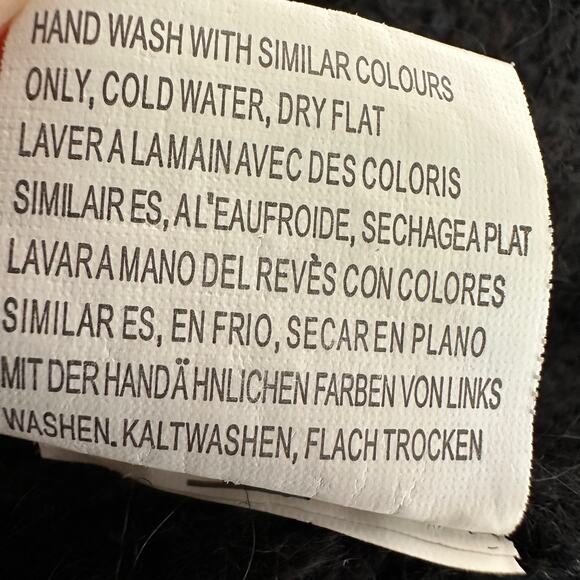 HAND WASH WITH SIMILAR COLOURS
ONLY, COLD WATER, DRY FLAT
LAVER A LA MAIN AVEC DES COLORIS
SIMILAIR ES, A L'EAUFROIDE, SECHAGEA PLAT
LAVAR A MANO DEL REVÈS CON COLORES
SIMILAR ES, EN FRIO, SECAR EN PLANO
MIT DER HANDÄ HNLICHEN FARBEN VON LINKS
WASHEN. KALTWASHEN, FLACH TROCKEN